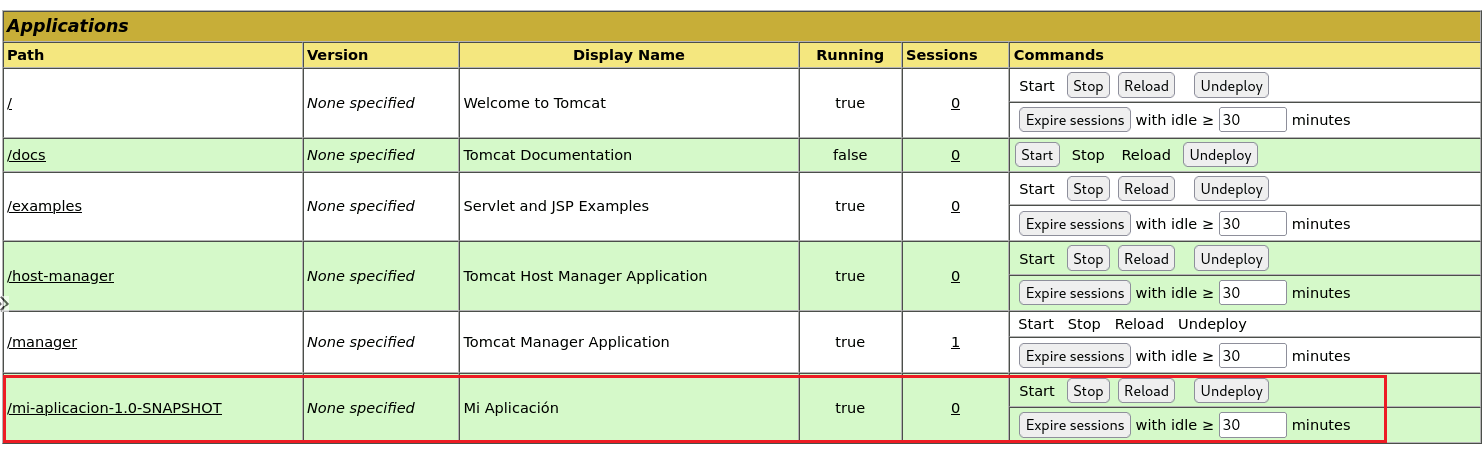 Applications
Path Version Display Name Running Sessions Commands
/ None specified Welcome to Tomcat true 0 Start Stop Reload Undeploy
Expire sessions with idle ≥ 30 minutes
/docs None specified Tomcat Documentation false 0 Start Stop Reload Undeploy
/examples None specified Servlet and JSP Examples true 0 Start Stop Reload Undeploy
Expire sessions with idle ≥ 30 minutes
/host-manager None specified Tomcat Host Manager Application true 0 Start Stop Reload Undeploy
Expire sessions with idle ≥ 30 minutes
/manager None specified Tomcat Manager Application true 1 Start Stop Reload Undeploy
Expire sessions with idle ≥ 30 minutes
/mi-aplicacion-1.0-SNAPSHOT None specified Mi Aplicación true 0 Start Stop Reload Undeploy
Expire sessions with idle ≥ 30 minutes